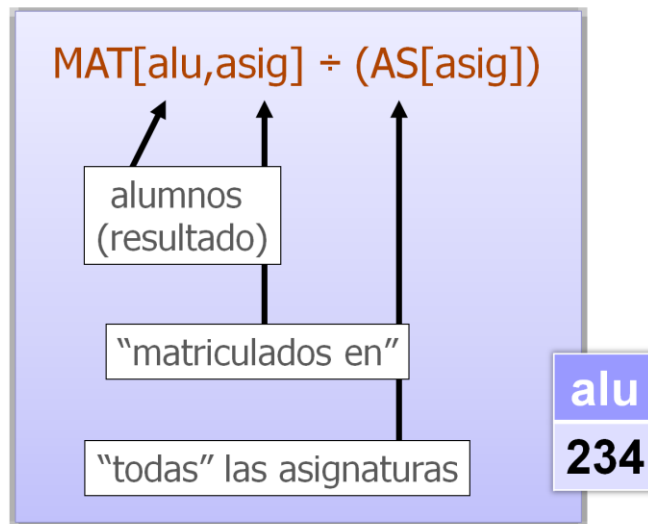 MAT[alu,asig] ÷ (AS[asig])
alumnos
(resultado)
“matriculados en”
“todas” las asignaturas
alu
234